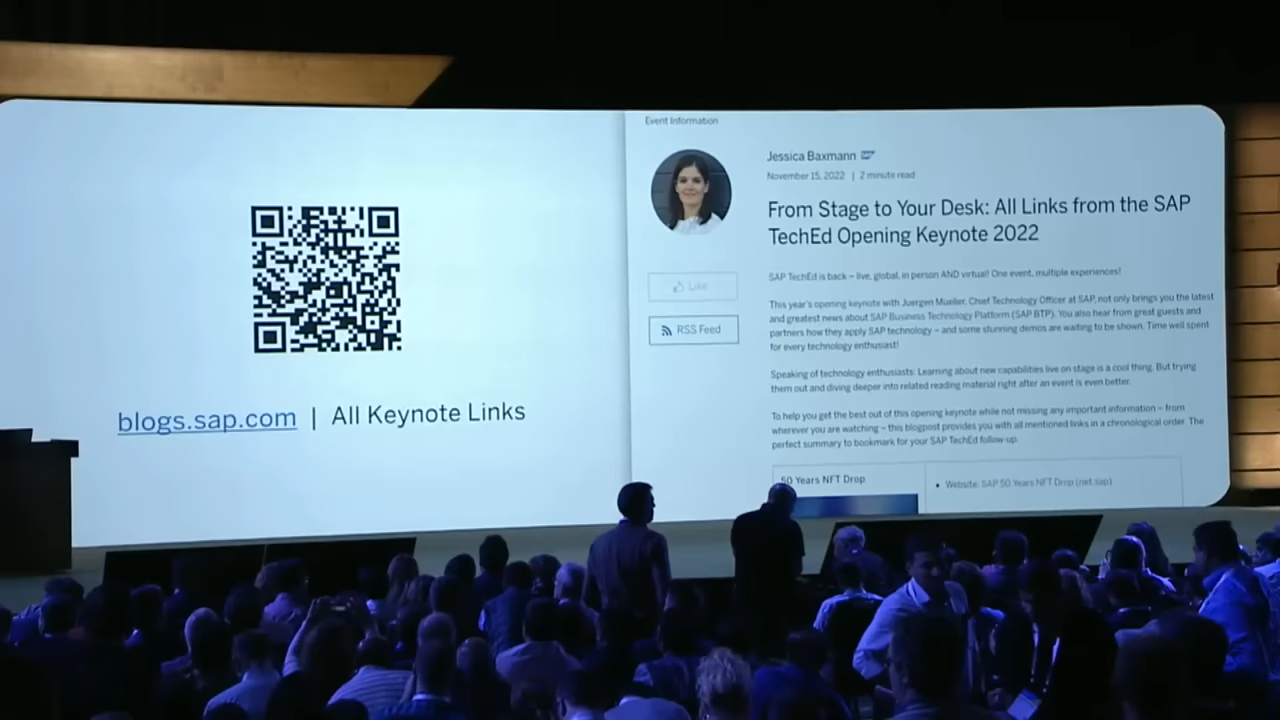 blogs.sap.com | All Keynote Links
Event Information
Jessica Baxmann SAP
November 15, 2022 | 2 minute read
From Stage to Your Desk: All Links from the SAP
TechEd Opening Keynote 2022
Like
RSS Feed
SAP TechEd is back – live, global, in person AND virtual! One event, multiple experiences!
This year's opening keynote with Juergen Mueller, Chief Technology Officer at SAP, not only brings you the latest
and greatest news about SAP Business Technology Platform (SAP BTP). You also hear from great guests and
partners how they apply SAP technology – and some stunning demos are waiting to be shown. Time well spent
for every technology enthusiast!
Speaking of technology enthusiasts: Learning about new capabilities live on stage is a cool thing. But trying
them out and diving deeper into related reading material right after an event is even better.
To help you get the best out of this opening keynote while not missing any important information – from
wherever you are watching – this blogpost provides you with all mentioned links in a chronological order. The
perfect summary to bookmark for your SAP TechEd follow-up.
50 Years NFT Drop
• Website: SAP 50 Years NFT Drop (net.sap)